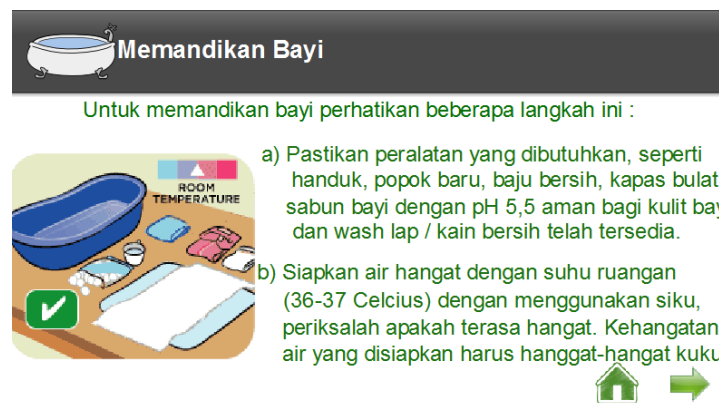 Memandikan Bayi
Untuk memandikan bayi perhatikan beberapa langkah ini :
ROOM
TEMPERATURE
a) Pastikan peralatan yang dibutuhkan, seperti
handuk, popok baru, baju bersih, kapas bulat
sabun bayi dengan pH 5,5 aman bagi kulit bay
dan wash lap / kain bersih telah tersedia.
b) Siapkan air hangat dengan suhu ruangan
(36-37 Celcius) dengan menggunakan siku,
periksalah apakah terasa hangat. Kehangatan
air yang disiapkan harus hanggat-hangat kuku